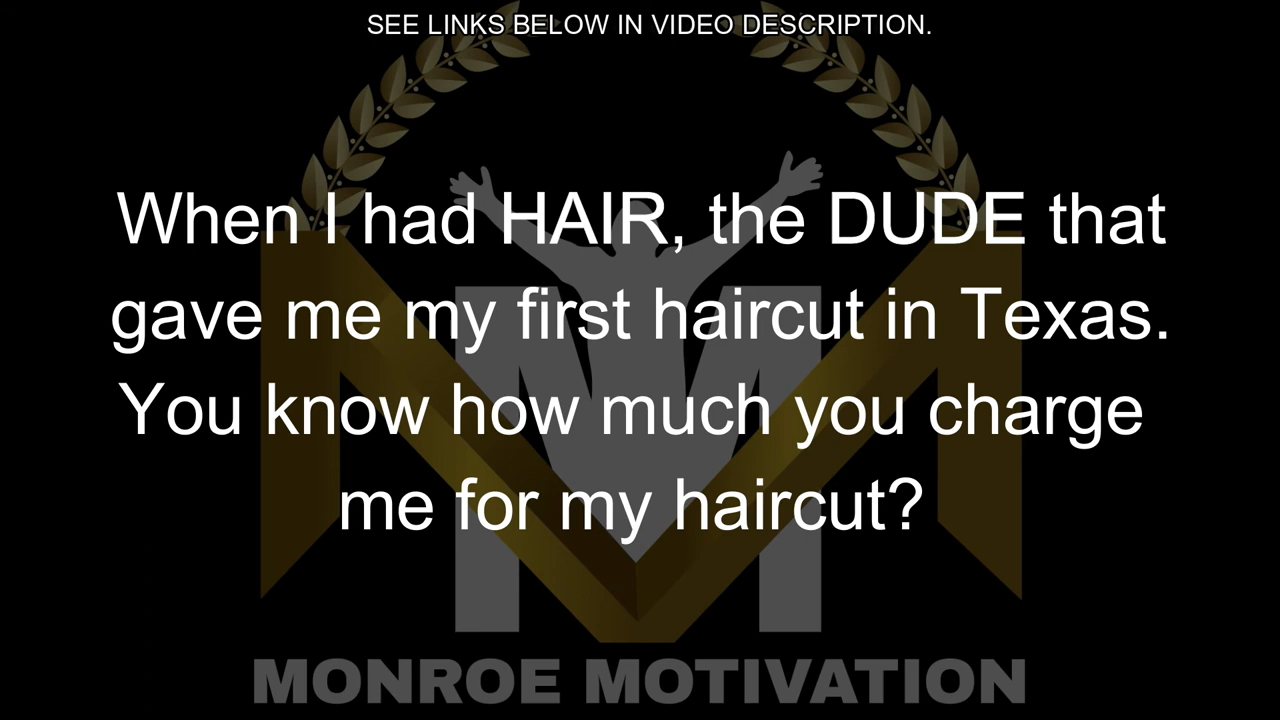 SEE LINKS BELOW IN VIDEO DESCRIPTION.
When I had HAIR, the DUDE that
gave me my first haircut in Texas.
You know how much you charge
me for my haircut?
MONROE MOTIVATION